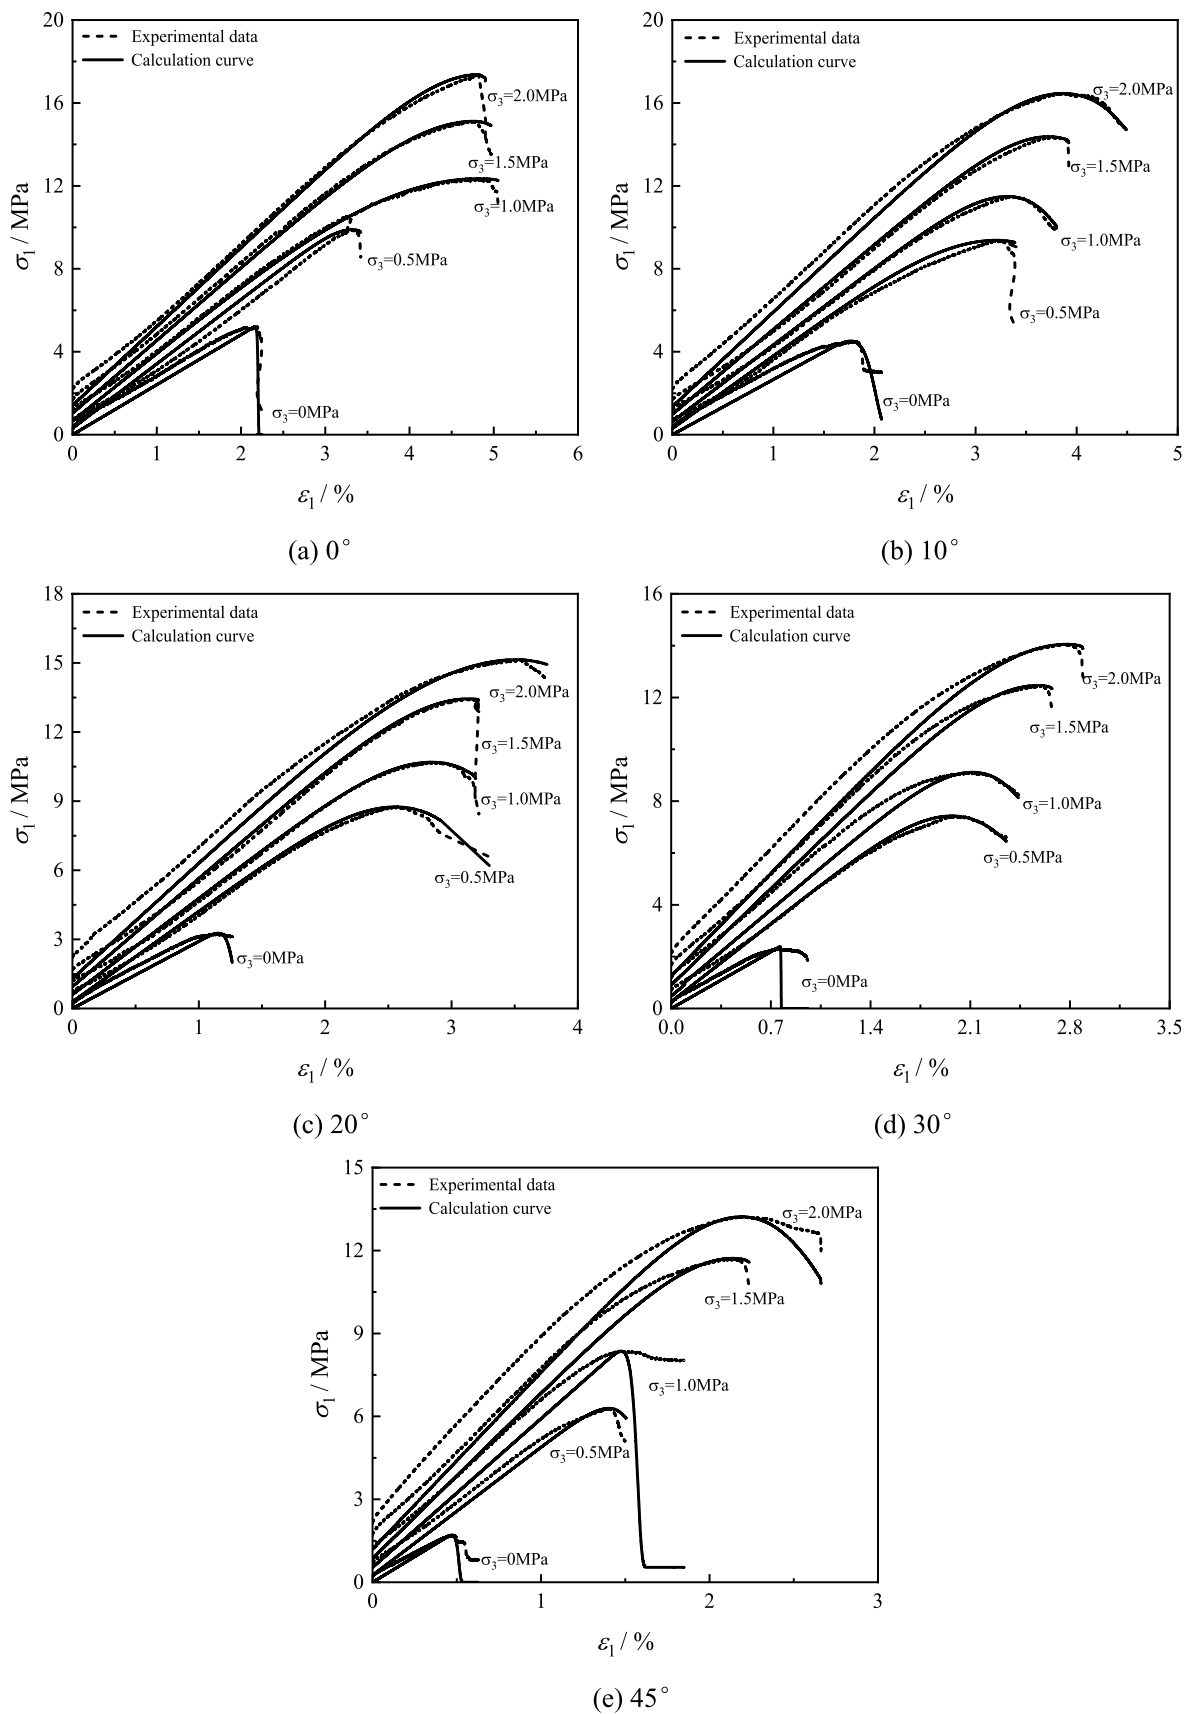 20
16
12
8
4
0
σ1 / MPa
Experimental data
Calculation curve
σ3=2.0MPa
σ3=1.5MPa
σ3=1.0MPa
σ3=0.5MPa
σ3=0MPa
0 1 2 3 4 5 6
ε1 / %
(a) 0°
20
16
12
8
4
0
σ1 / MPa
Experimental data
Calculation curve
σ3=2.0MPa
σ3=1.5MPa
σ3=1.0MPa
σ3=0.5MPa
σ3=0MPa
0 1 2 3 4 5
ε1 / %
(b) 10°
18
15
12
9
6
3
0
σ1 / MPa
Experimental data
Calculation curve
σ3=2.0MPa
σ3=1.5MPa
σ3=1.0MPa
σ3=0.5MPa
σ3=0MPa
0 1 2 3 4
ε1 / %
(c) 20°
16
12
8
4
0
σ1 / MPa
Experimental data
Calculation curve
σ3=2.0MPa
σ3=1.5MPa
σ3=1.0MPa
σ3=0.5MPa
σ3=0MPa
0.0 0.7 1.4 2.1 2.8 3.5
ε1 / %
(d) 30°
15
12
9
6
3
0
σ1 / MPa
Experimental data
Calculation curve
σ3=2.0MPa
σ3=1.5MPa
σ3=1.0MPa
σ3=0.5MPa
σ3=0MPa
0 1 2 3
ε1 / %
(e) 45°